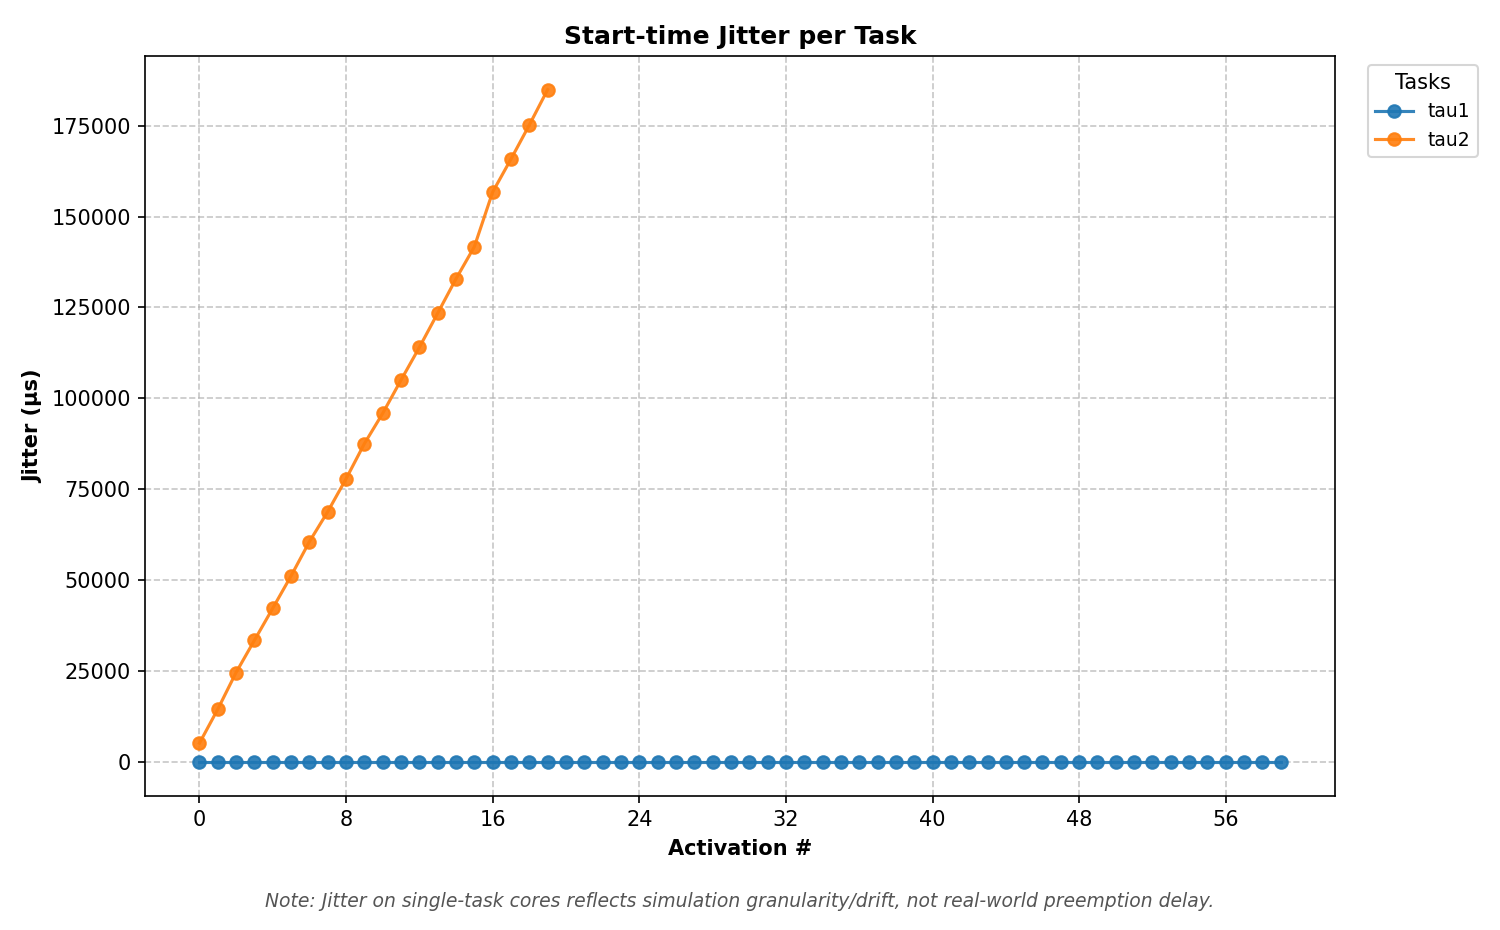 Start-time Jitter per Task
Tasks
tau1
tau2
Jitter (µs)
175000
150000
125000
100000
75000
50000
25000
0
0 8 16 24 32 40 48 56
Activation #
Note: Jitter on single-task cores reflects simulation granularity/drift, not real-world preemption delay.